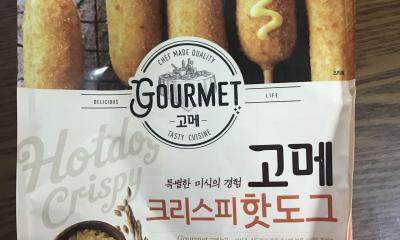 CHEF MADE QUALITY
DELICIOUS
LIFE
GOURMET
고메
TASTY CUISINE
Hotdog
Crispy
특별한 미식의 경험
고메
크리스피핫도그
Gourmet